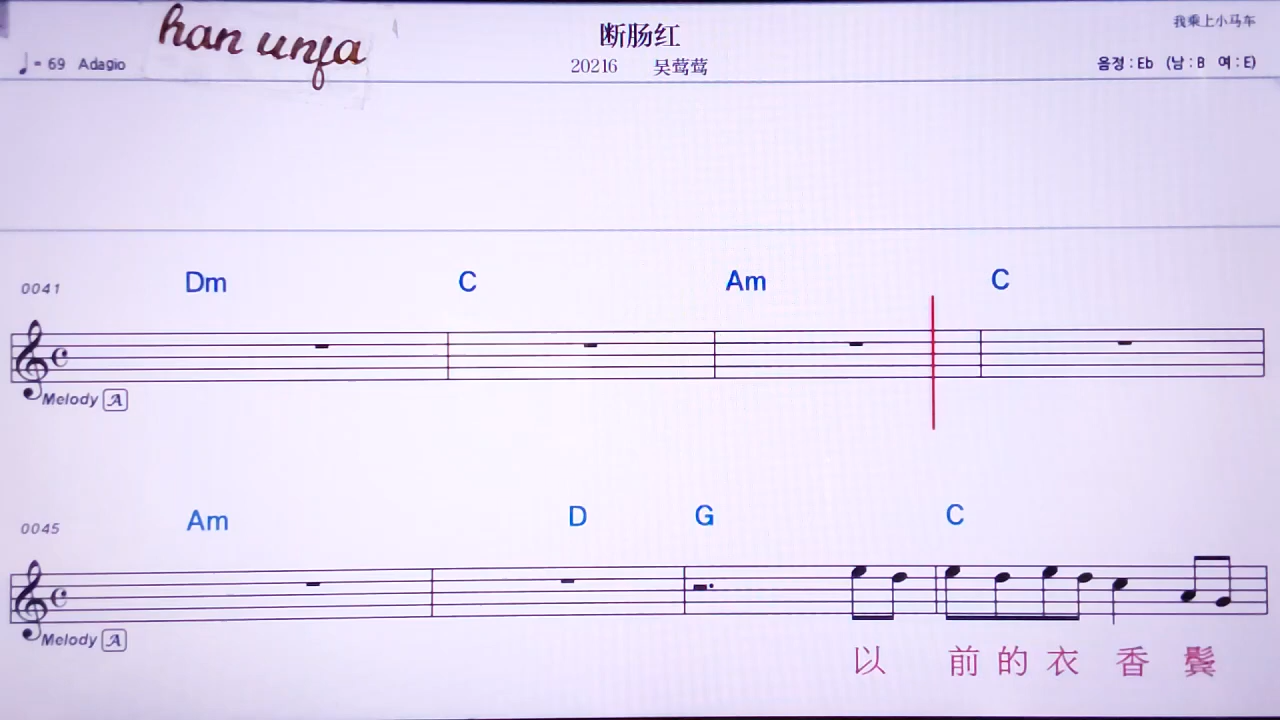 han unfa
断肠红
我乘上小马车
♩= 69 Adagio
20216 吴莺莺
음정 : Eb (남 : B 여 : E)
0041 Dm C Am C
Melody A
0045 Am D G C
Melody A
以 前 的 衣 香 鬓